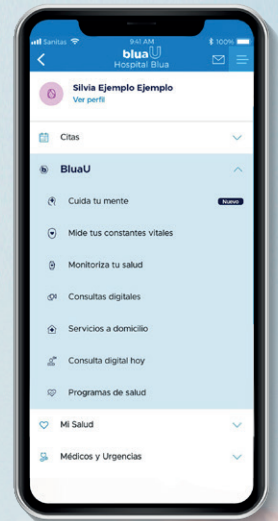 Sanitas 9:41 AM 100%
bluaU
Hospital Blua
Silvia Ejemplo Ejemplo
Ver perfil
Citas
BluaU
Cuida tu mente Nuevo
Mide tus constantes vitales
Monitoriza tu salud
Consultas digitales
Servicios a domicilio
Consulta digital hoy
Programas de salud
Mi Salud
Médicos y Urgencias